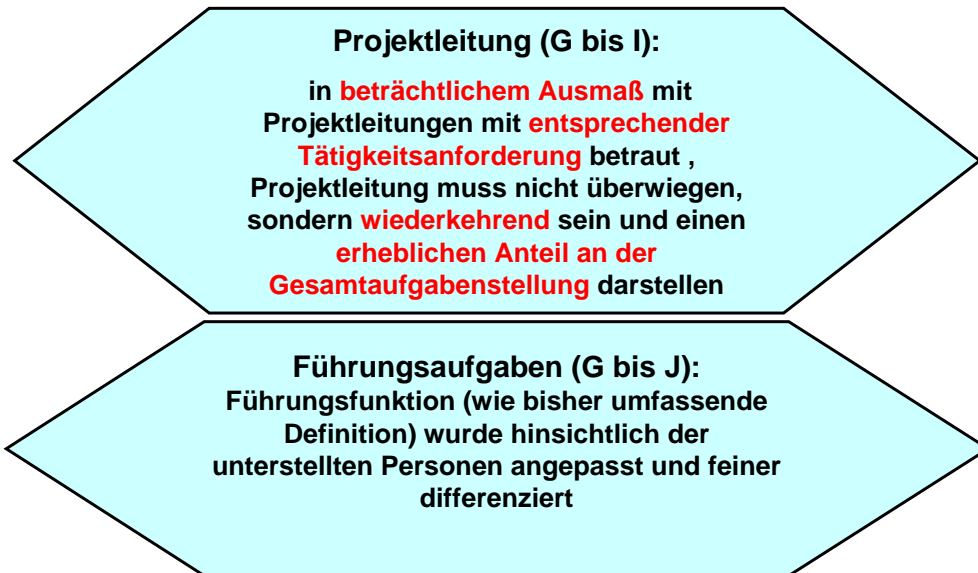 Projektleitung (G bis I):
in beträchtlichem Ausmaß mit
Projektleitungen mit entsprechender
Tätigkeitsanforderung betraut ,
Projektleitung muss nicht überwiegen,
sondern wiederkehrend sein und einen
erheblichen Anteil an der
Gesamtaufgabenstellung darstellen
Führungsaufgaben (G bis J):
Führungsfunktion (wie bisher umfassende
Definition) wurde hinsichtlich der
unterstellten Personen angepasst und feiner
differenziert